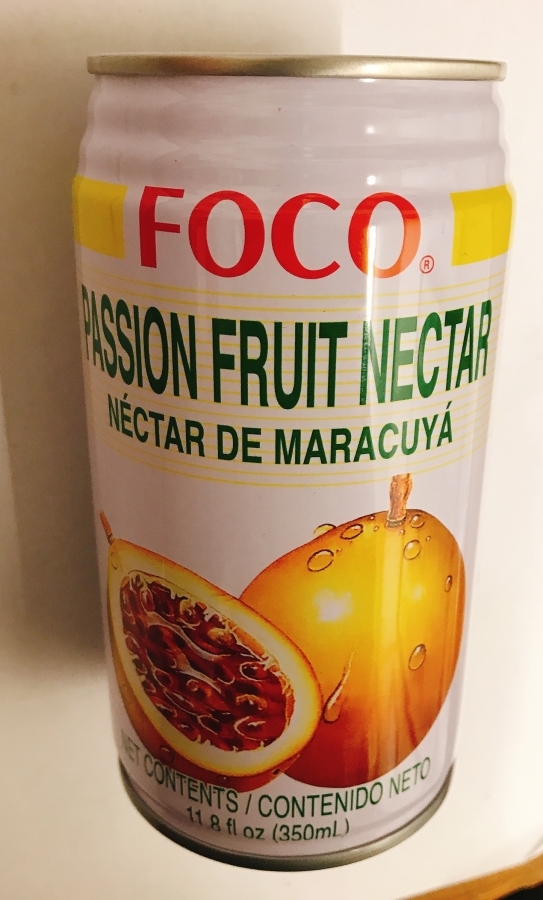 FOCO®
PASSION FRUIT NECTAR
NÉCTAR DE MARACUYÁ
NET CONTENTS / CONTENIDO NETO
11.8 fl oz (350mL)